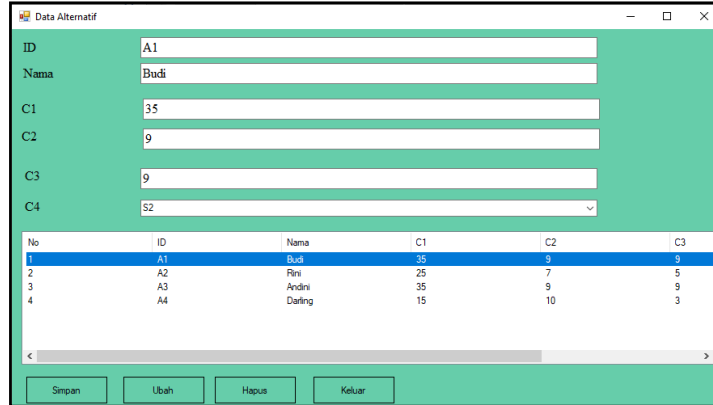 Data Alternatif
ID A1
Nama Budi
C1 35
C2 9
C3 9
C4 S2
No ID Nama C1 C2 C3
1 A1 Budi 35 9 9
2 A2 Rini 25 7 5
3 A3 Andini 35 9 9
4 A4 Darling 15 10 3
Simpan Ubah Hapus Keluar